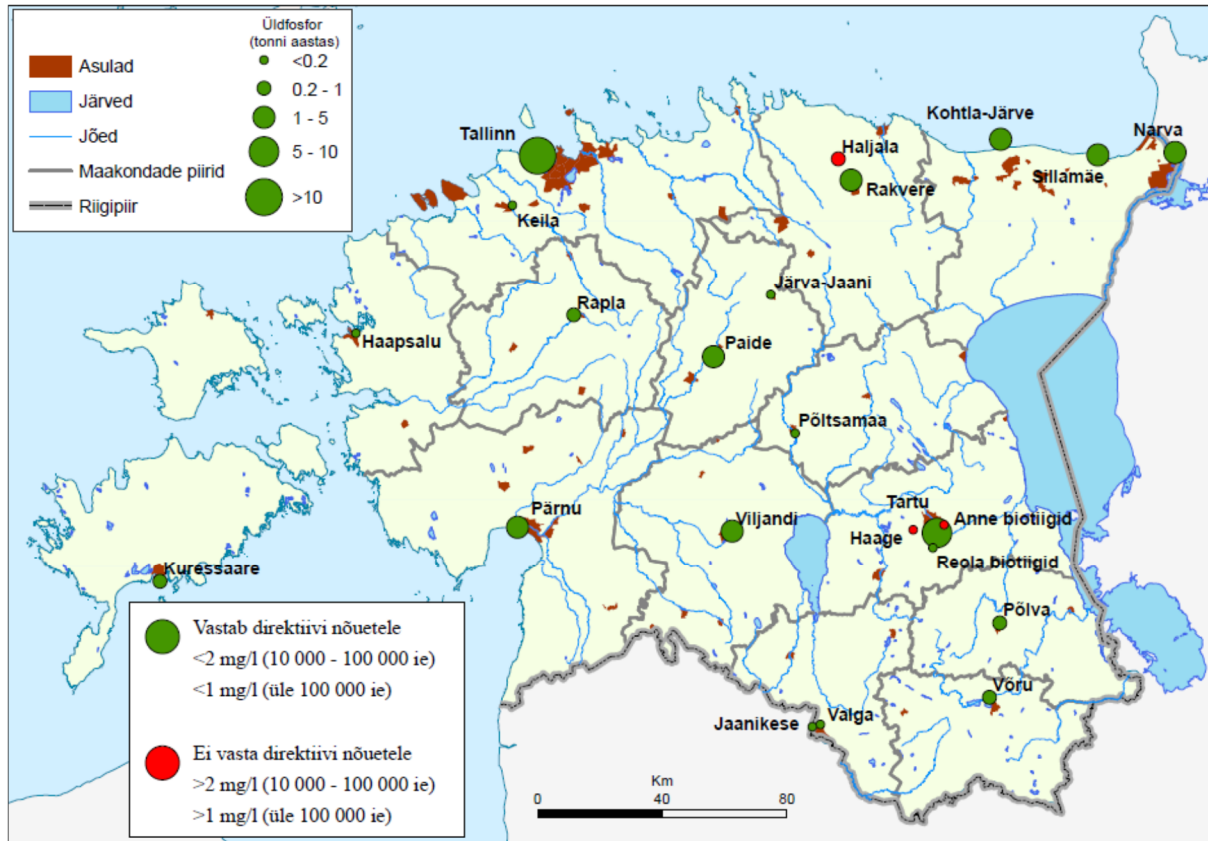 Üldfosfor
(tonni aastas)
<0.2
0.2 - 1
1 - 5
5 - 10
>10
Asulad
Järved
Jõed
Maakondade piirid
Riigipiir
Tallinn
Keila
Haljala
Rakvere
Kohtla-Järve
Sillamäe
Narva
Järva-Jaani
Rapla
Haapsalu
Paide
Põltsamaa
Pärnu
Viljandi
Tartu
Anne biotiigid
Haage
Reola biotiigid
Kuressaare
Põlva
Võru
Jaanikese
Valga
Vastab direktiivi nõuetele
<2 mg/l (10 000 - 100 000 ie)
<1 mg/l (üle 100 000 ie)
Ei vasta direktiivi nõuetele
>2 mg/l (10 000 - 100 000 ie)
>1 mg/l (üle 100 000 ie)
Km
0 40 80